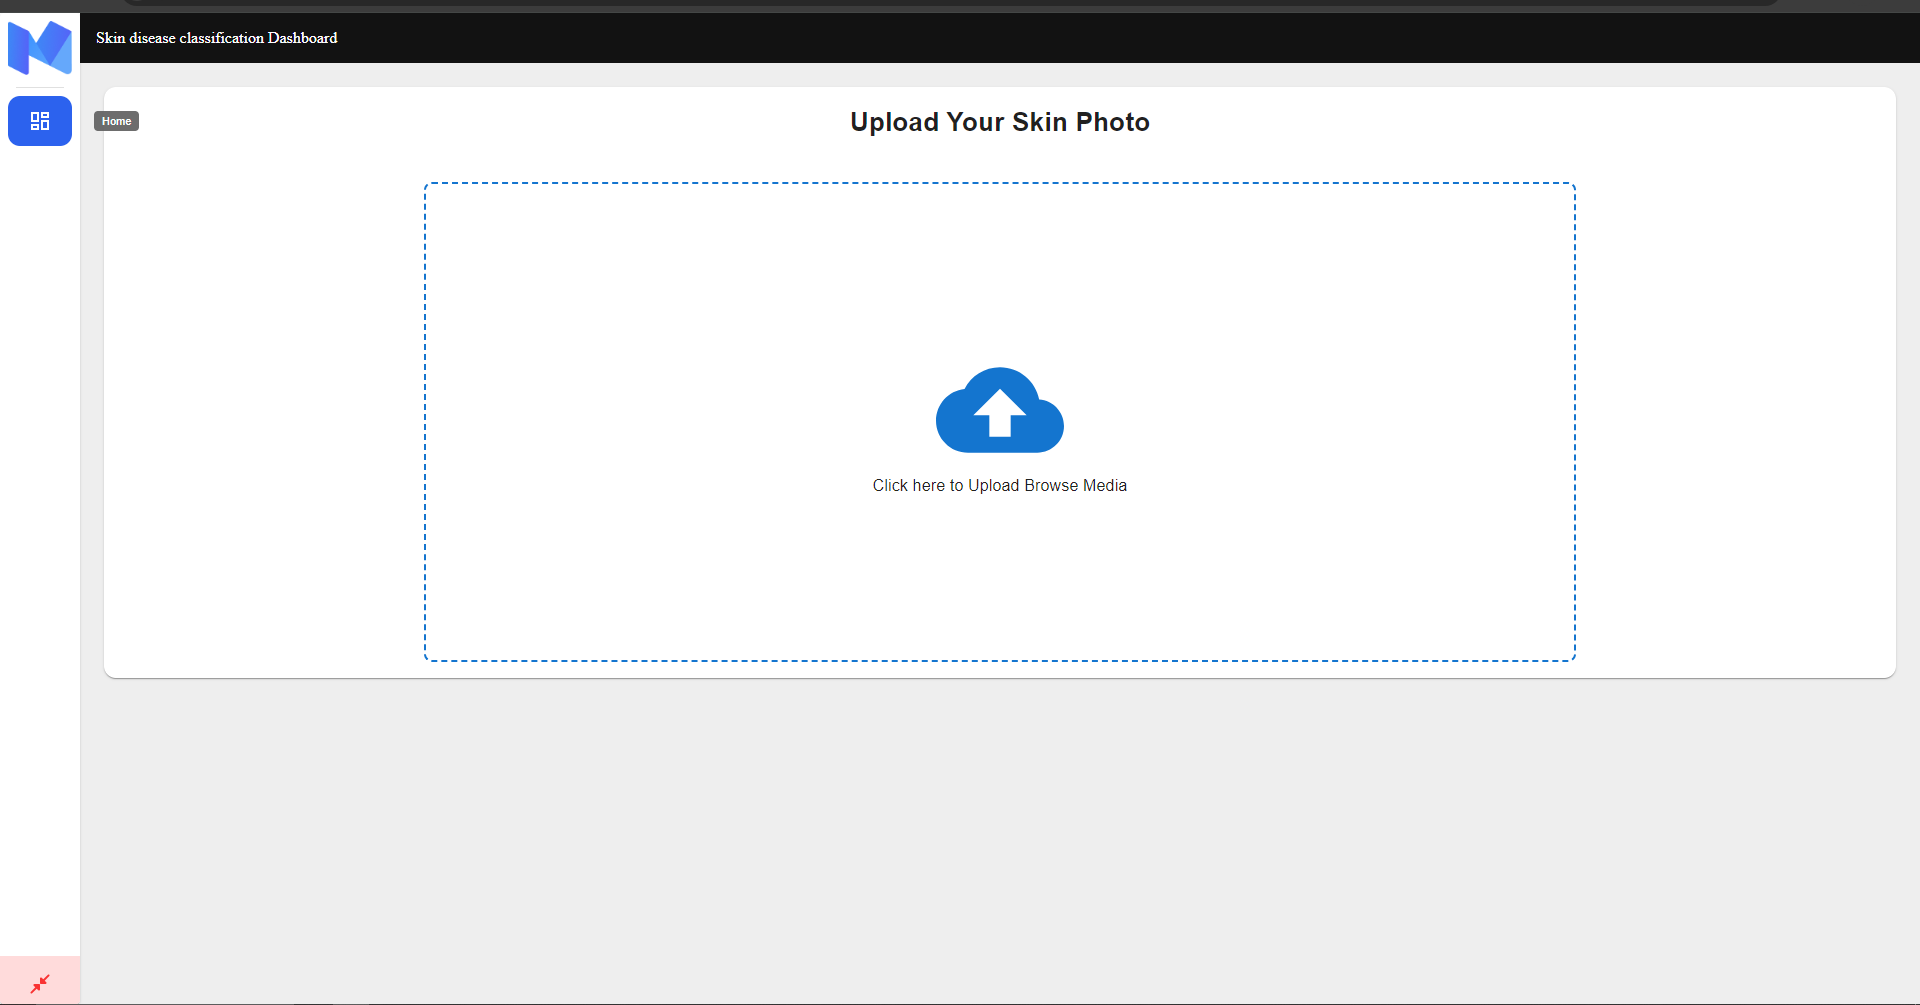 Skin disease classification Dashboard
Home
Upload Your Skin Photo
Click here to Upload Browse Media